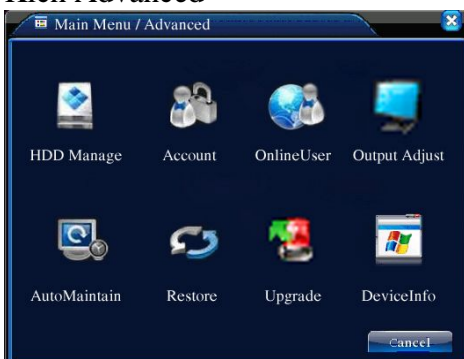 Main Menu / Advanced
HDD Manage Account OnlineUser Output Adjust
AutoMaintain Restore Upgrade DeviceInfo
Cancel